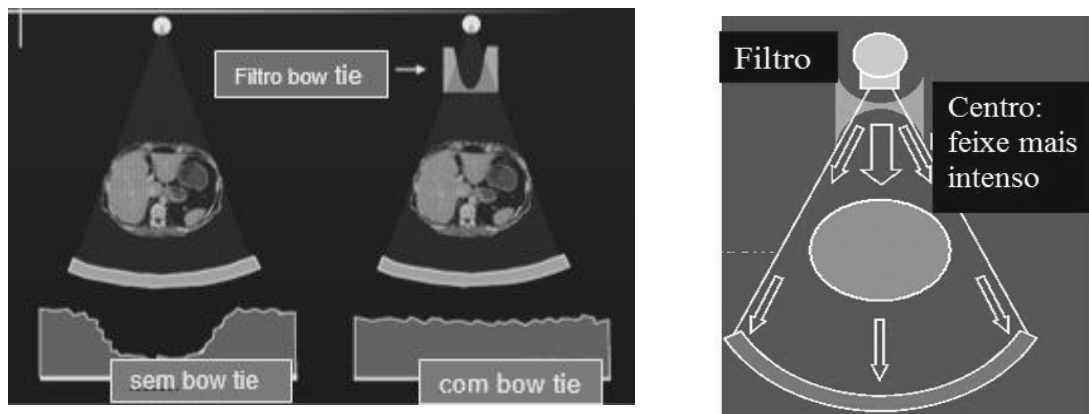 Filtro bow tie
sem bow tie
com bow tie
Filtro
Centro:
feixe mais
intenso